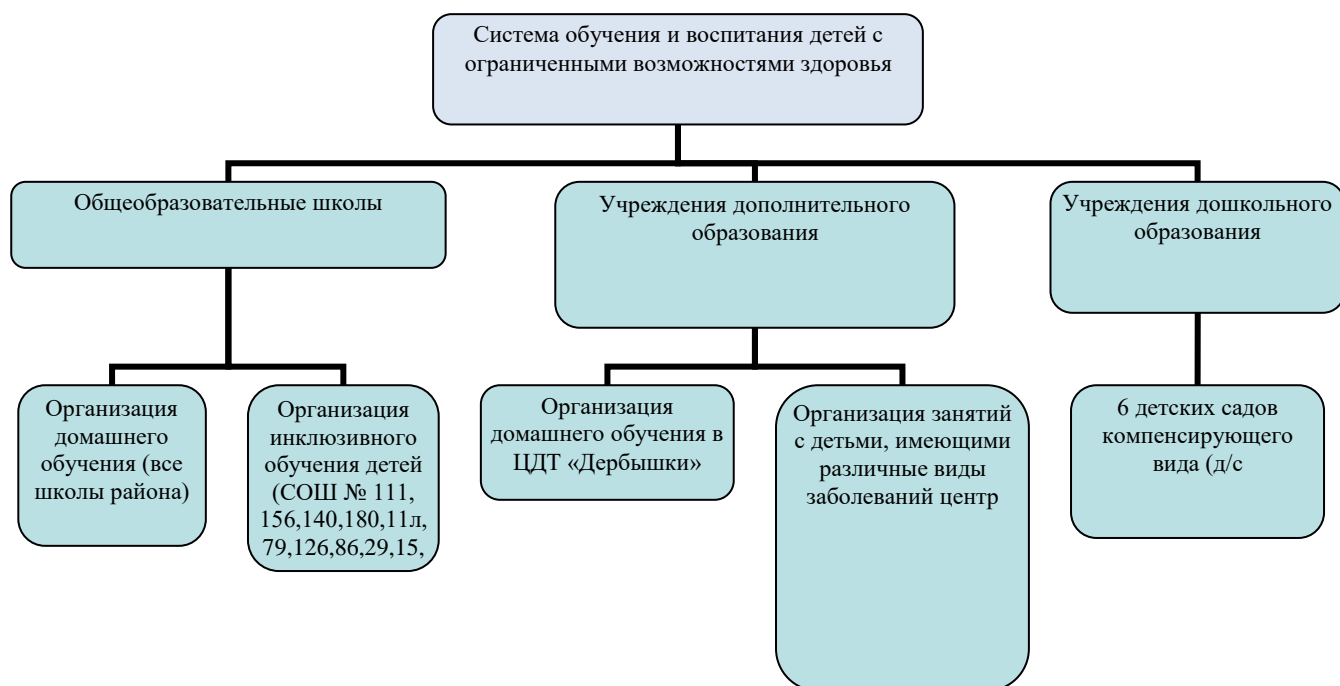 Система обучения и воспитания детей с
ограниченными возможностями здоровья
Общеобразовательные школы
Учреждения дополнительного
образования
Учреждения дошкольного
образования
Организация
домашнего
обучения (все
школы района)
Организация
инклюзивного
обучения детей
(СОШ № 111,
156,140,180,11л,
79,126,86,29,15,
Организация
домашнего обучения в
ЦДТ «Дербышки»
Организация занятий
с детьми, имеющими
различные виды
заболеваний центр
6 детских садов
компенсирующего
вида (д/с